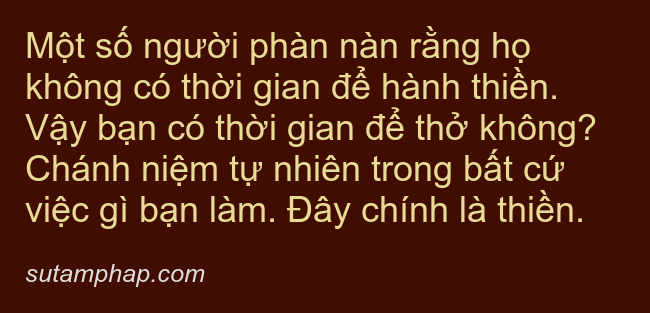 Một số người phàn nàn rằng họ
không có thời gian để hành thiền.
Vậy bạn có thời gian để thở không?
Chánh niệm tự nhiên trong bất cứ
việc gì bạn làm. Đây chính là thiền.
sutamphap.com